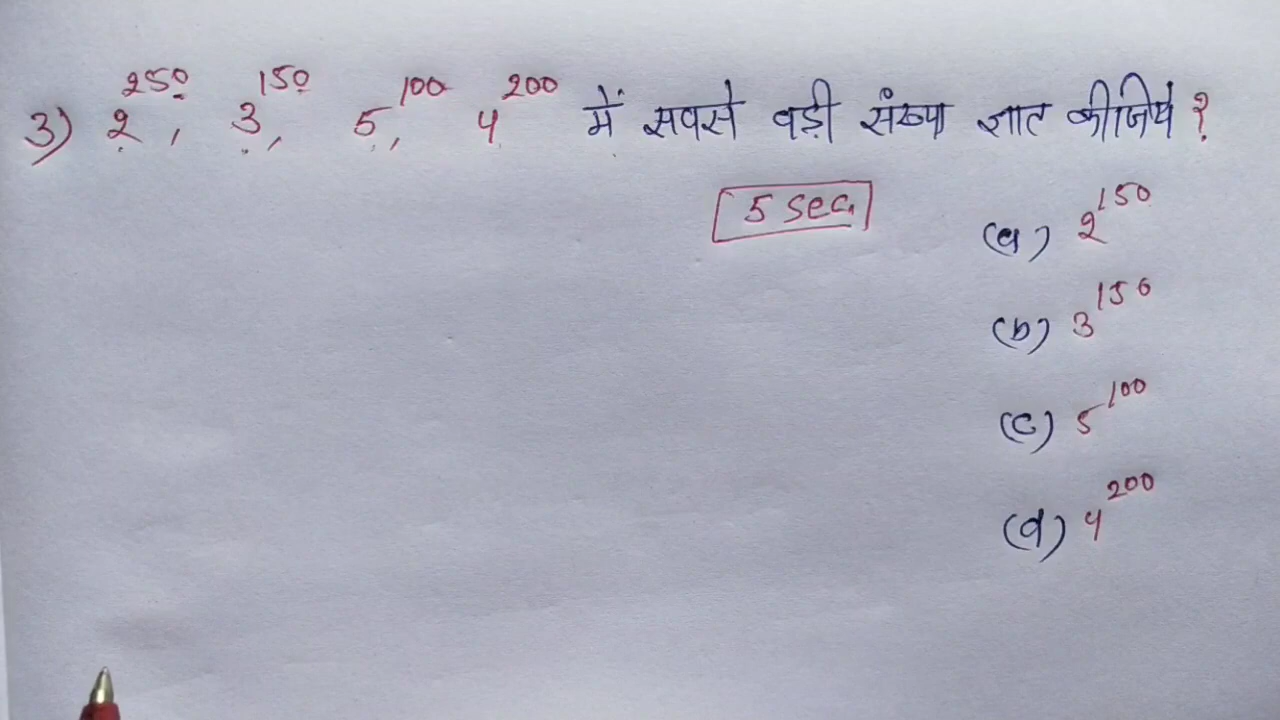 3) 2^250, 3^150, 5^100, 4^200 में सबसे बड़ी संख्या ज्ञात कीजिये ?
5 sec.
(a) 2^150
(b) 3^150
(c) 5^100
(d) 4^200